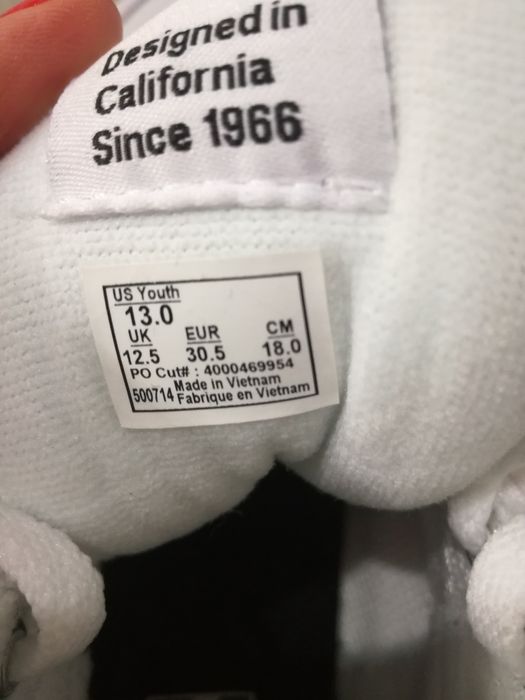 Designed in
California
Since 1966
US Youth
13.0
UK EUR CM
12.5 30.5 18.0
PO Cut# : 4000469954
500714 Made in Vietnam
Fabrique en Vietnam